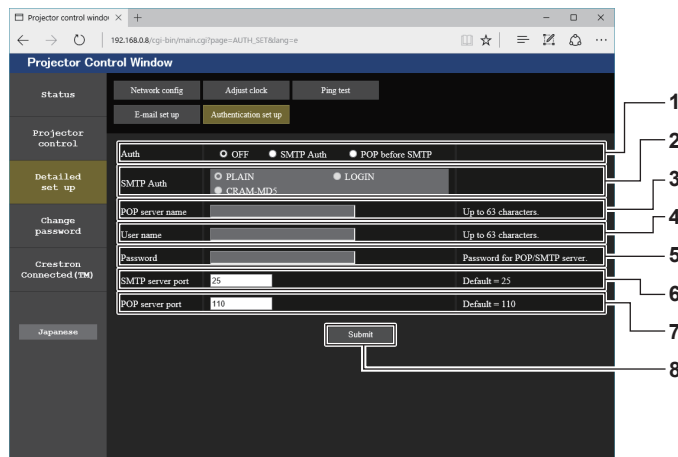 Projector control window
192.168.0.8/cgi-bin/main.cgi?page=AUTH_SET&lang=e
Projector Control Window
Status
Projector control
Detailed set up
Change password
Crestron Connected(TM)
Japanese
Network config Adjust clock Ping test
E-mail set up Authentication set up
Auth OFF SMTP Auth POP before SMTP
SMTP Auth PLAIN LOGIN
CRAM-MD5
POP server name Up to 63 characters.
User name Up to 63 characters.
Password Password for POP/SMTP server.
SMTP server port 25 Default = 25
POP server port 110 Default = 110
Submit
1
2
3
4
5
6
7
8